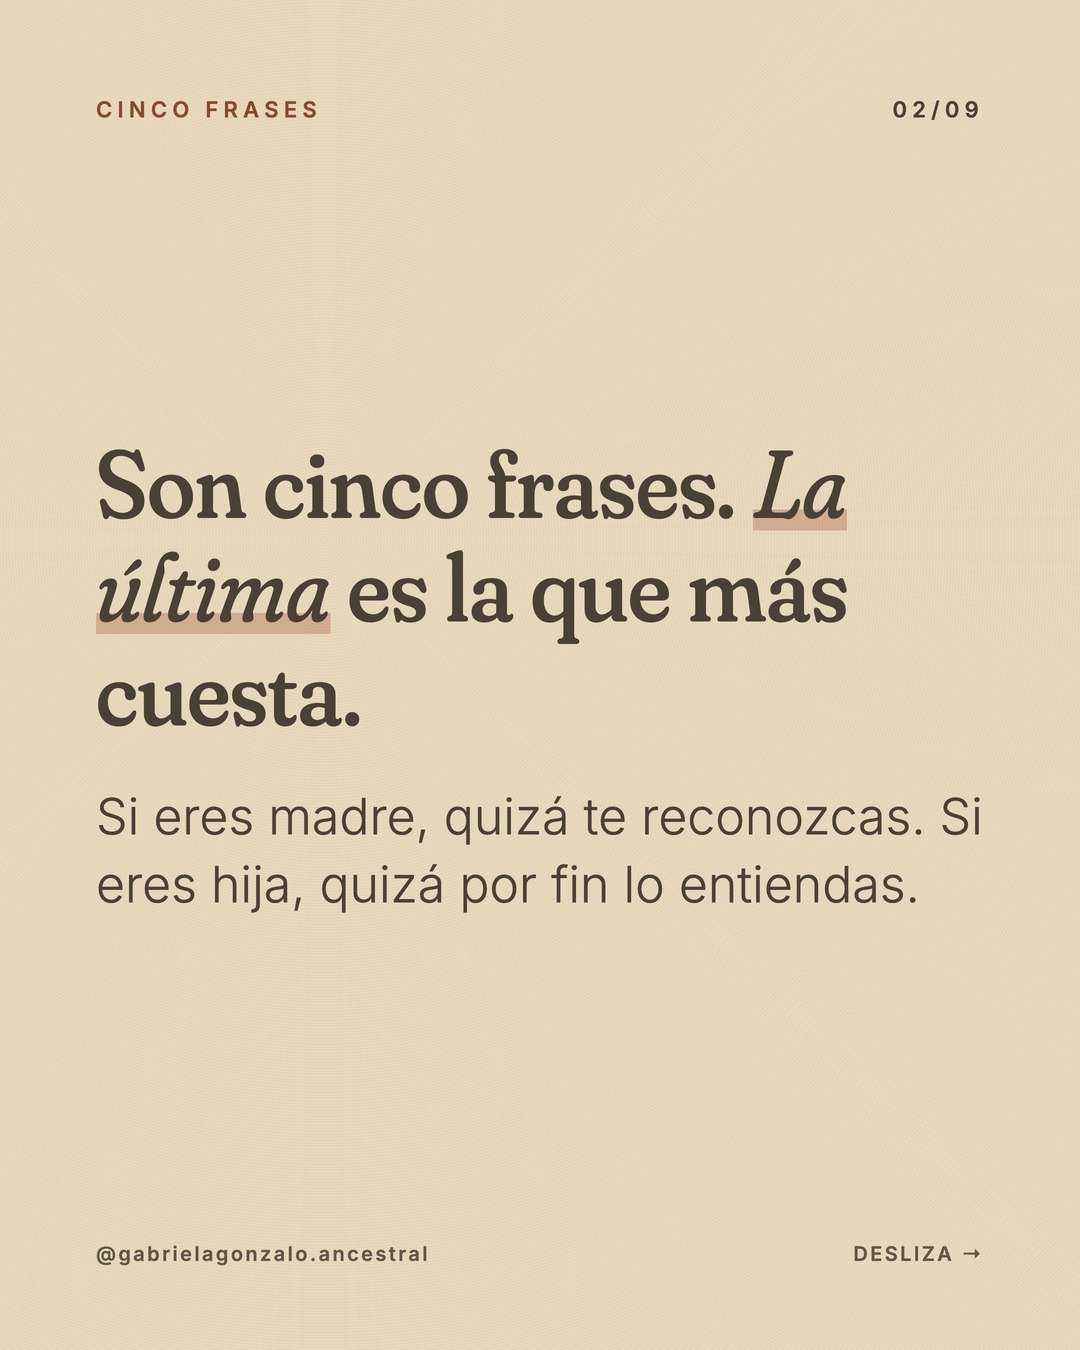 CINCO FRASES
02/09
Son cinco frases. La
última es la que más
cuesta.
Si eres madre, quizá te reconozcas. Si
eres hija, quizá por fin lo entiendas.
@gabrielagonzalo.ancestral
DESLIZA →